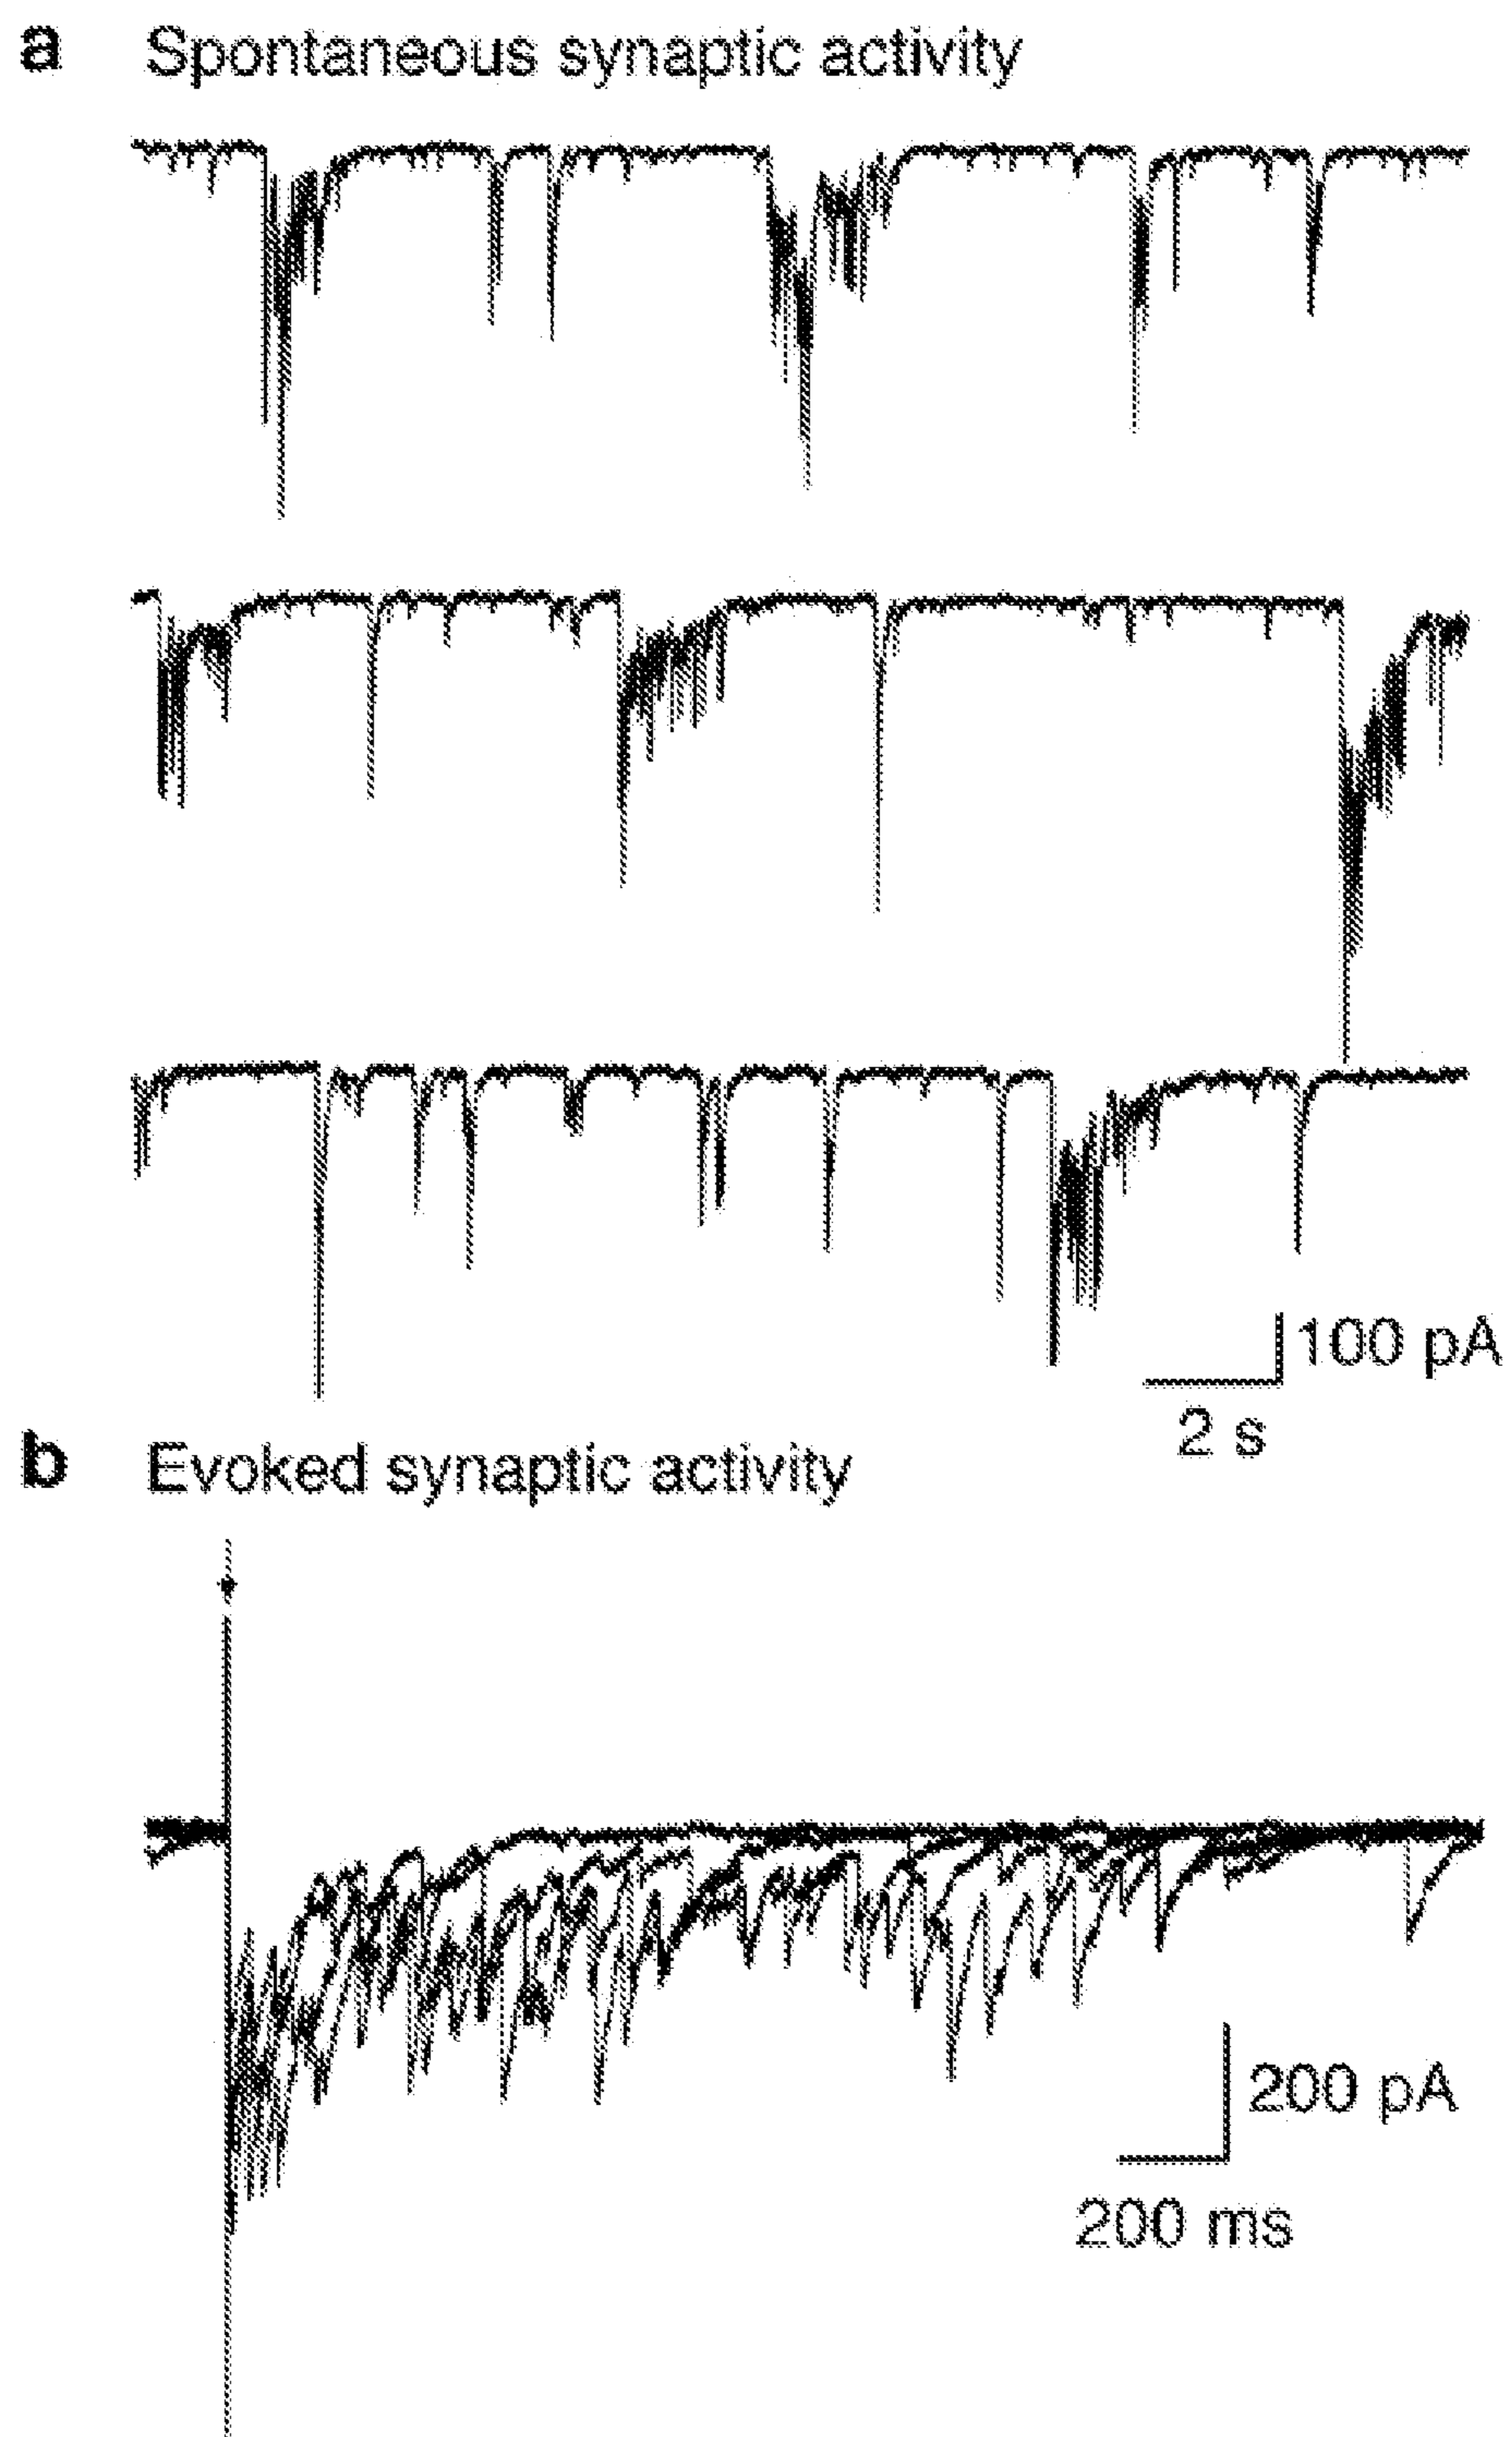 a Spontaneous synaptic activity
100 pA
2 s
b Evoked synaptic activity
200 pA
200 ms